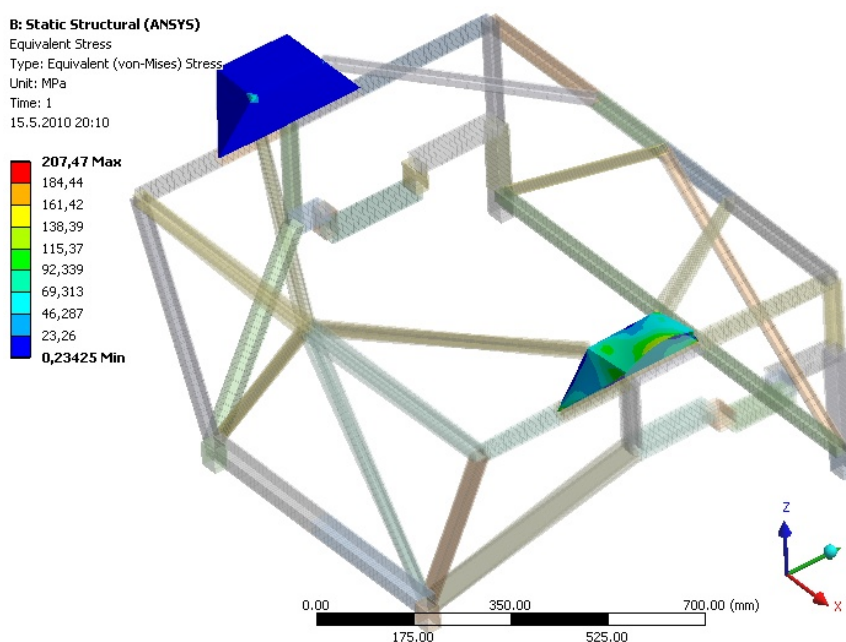 B: Static Structural (ANSYS)
Equivalent Stress
Type: Equivalent (von-Mises) Stress
Unit: MPa
Time: 1
15.5.2010 20:10
207,47 Max
184,44
161,42
138,39
115,37
92,339
69,313
46,287
23,26
0,23425 Min
Z
X
0.00
350.00
700.00 (mm)
175.00
525.00